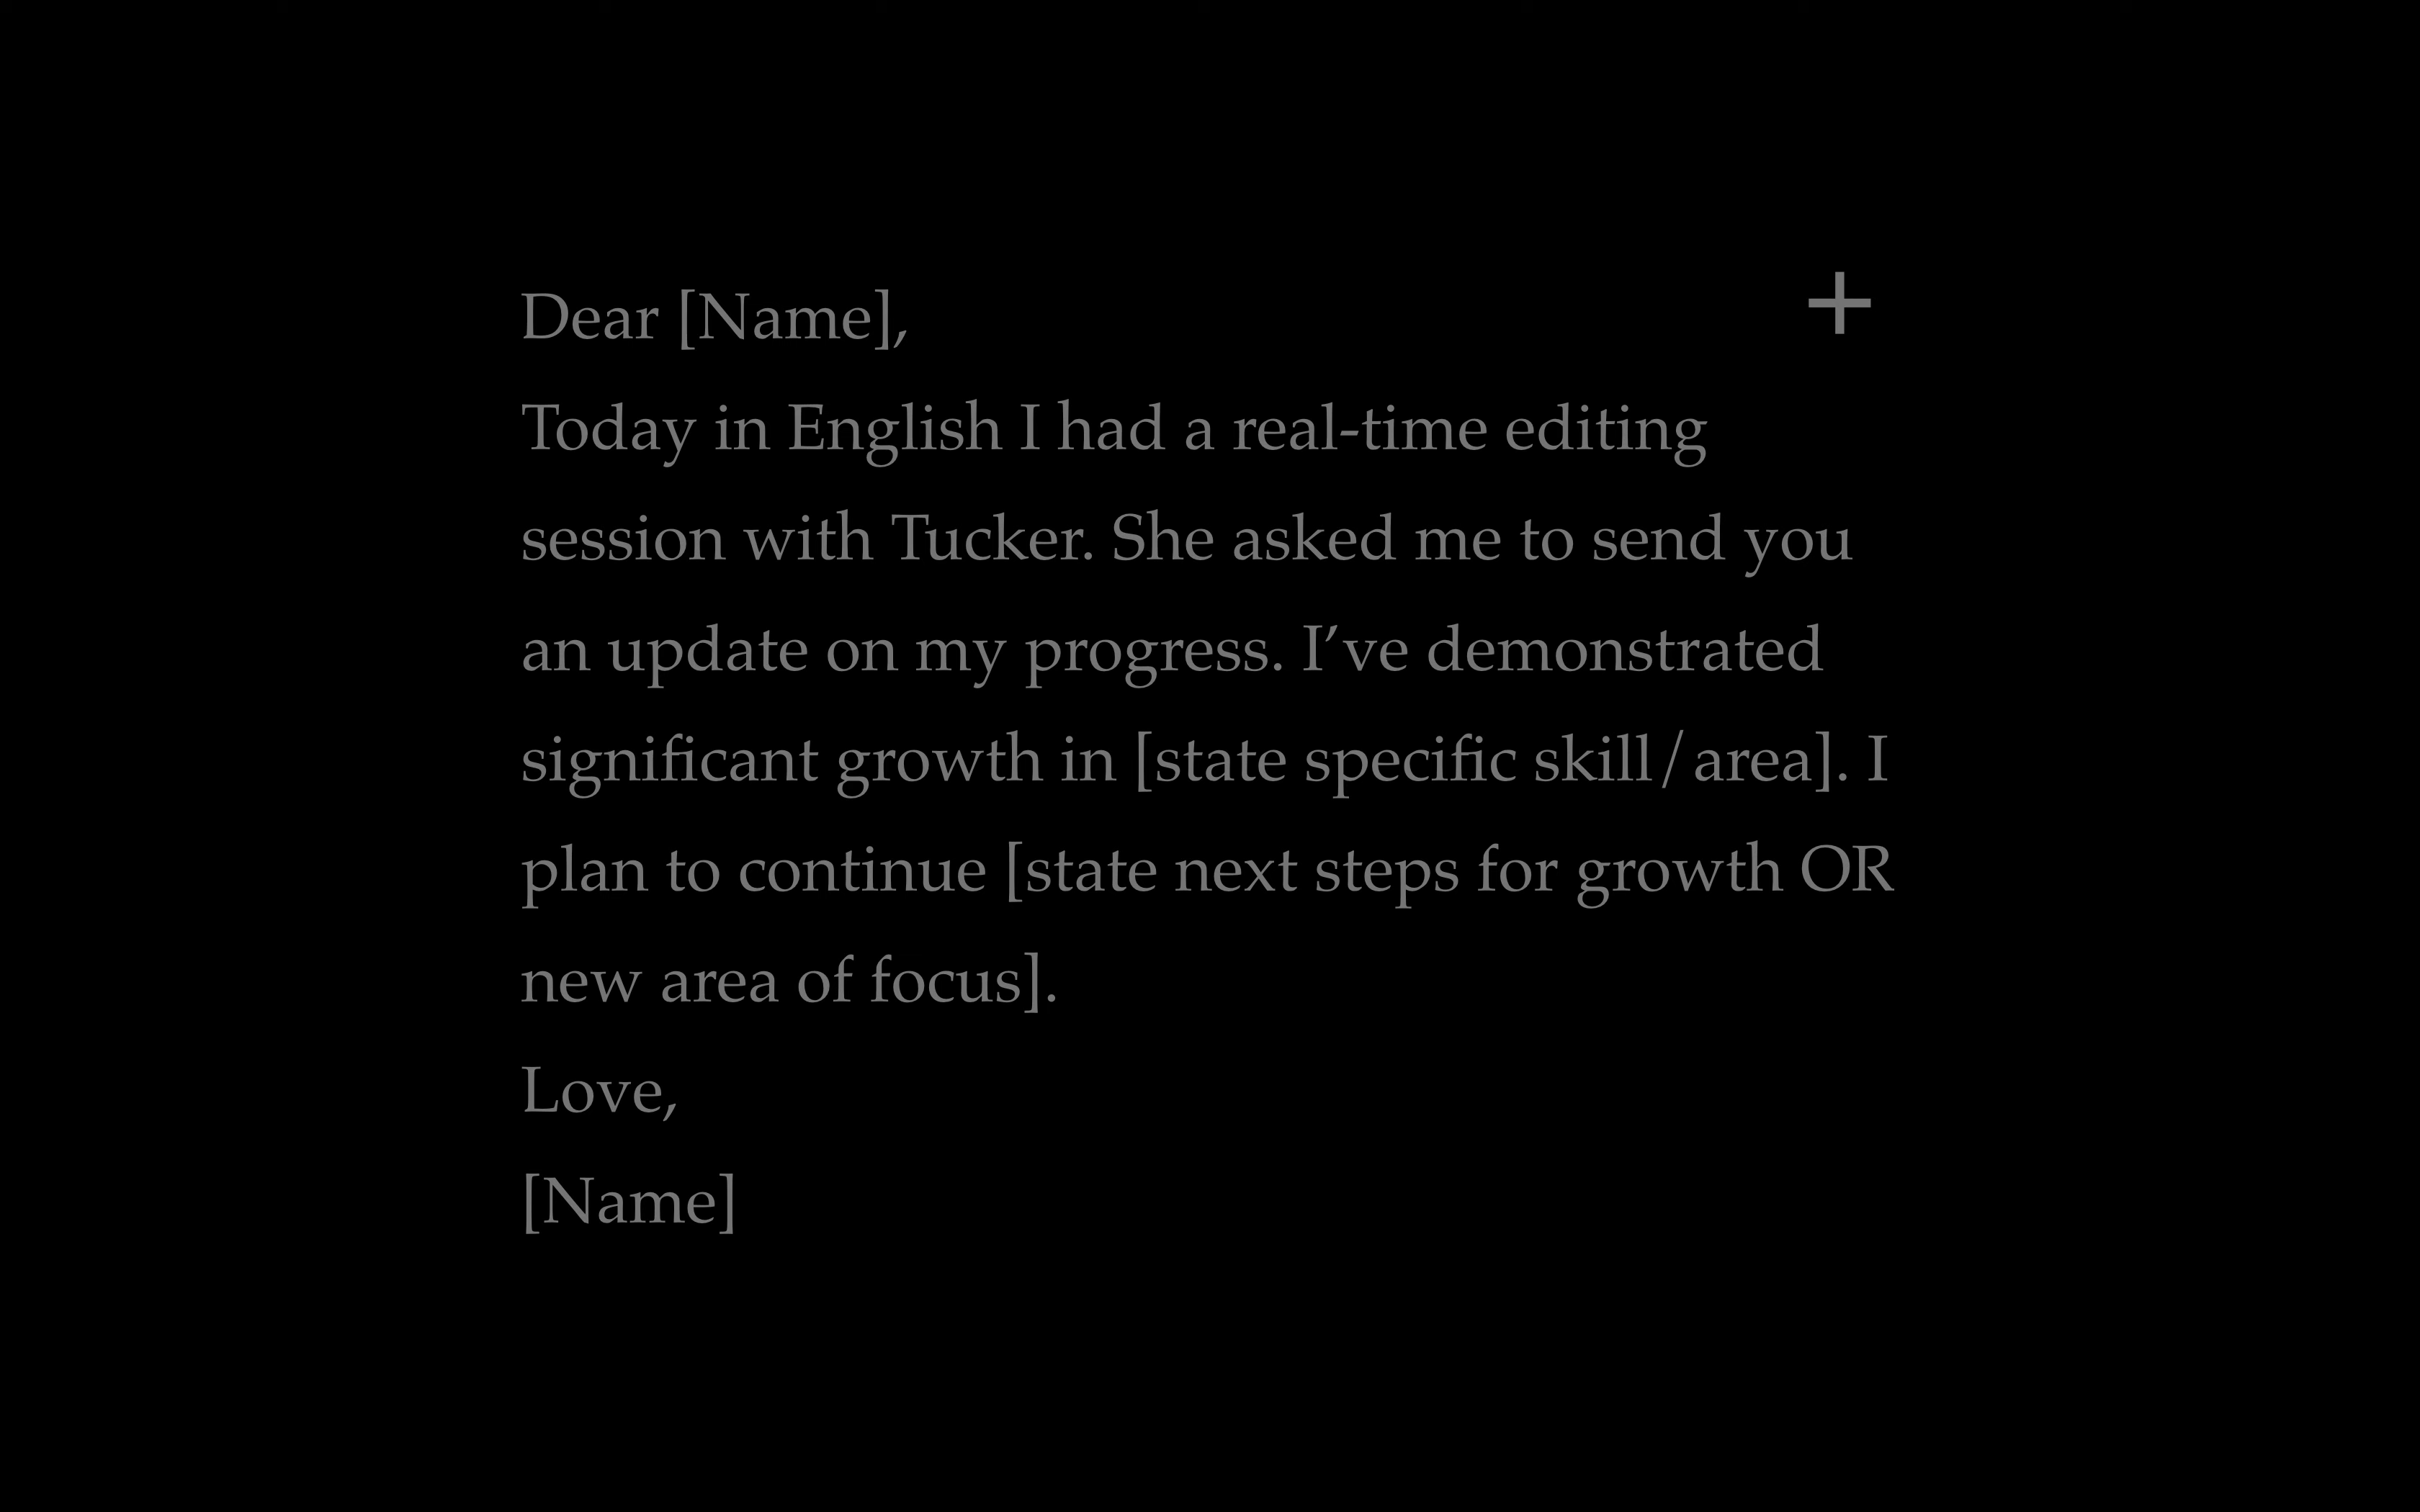 Dear [Name],
+
Today in English I had a real-time editing
session with Tucker. She asked me to send you
an update on my progress. I’ve demonstrated
significant growth in [state specific skill/area]. I
plan to continue [state next steps for growth OR
new area of focus].
Love,
[Name]